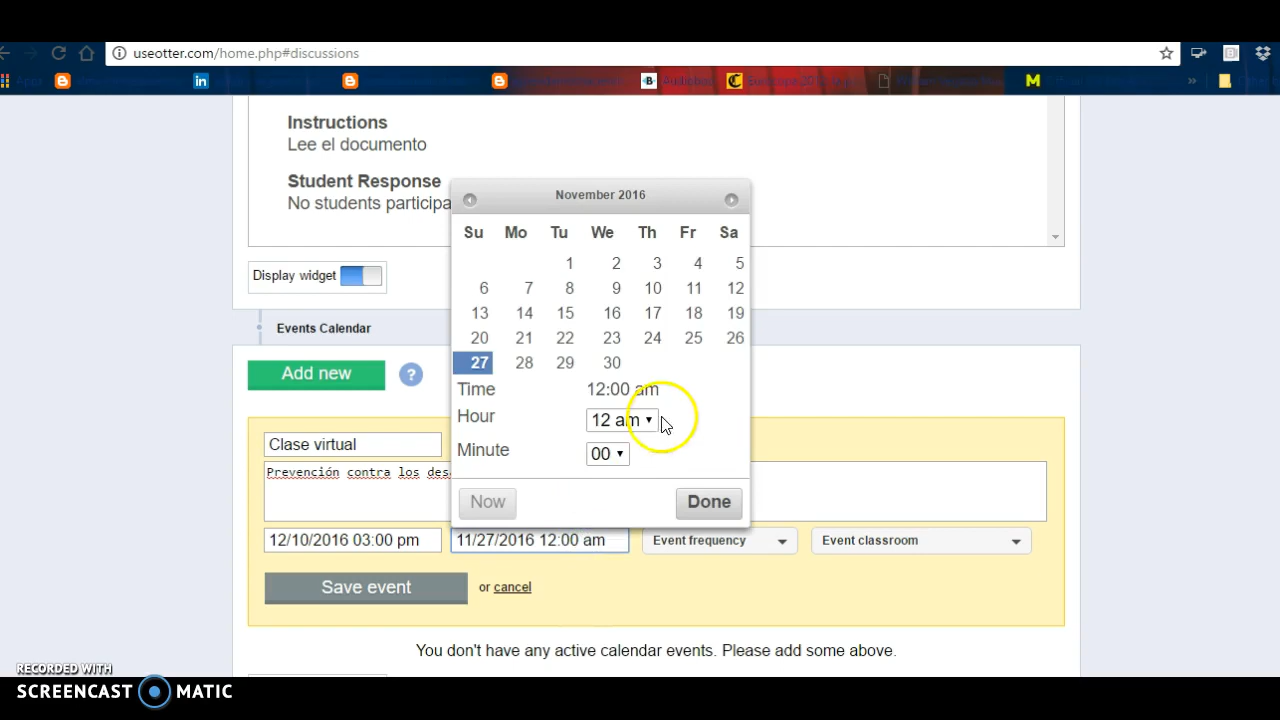 useotter.com/home.php#discussions
Instructions
Lee el documento
Student Response
No students participa
Display widget
Events Calendar
Add new ?
Clase virtual
Prevención contra los des
12/10/2016 03:00 pm 11/27/2016 12:00 am Event frequency Event classroom
Save event or cancel
November 2016
Su Mo Tu We Th Fr Sa
1 2 3 4 5
6 7 8 9 10 11 12
13 14 15 16 17 18 19
20 21 22 23 24 25 26
27 28 29 30
Time 12:00 am
Hour 12 am
Minute 00
Now Done
You don't have any active calendar events. Please add some above.
RECORDED WITH
SCREENCAST MATIC